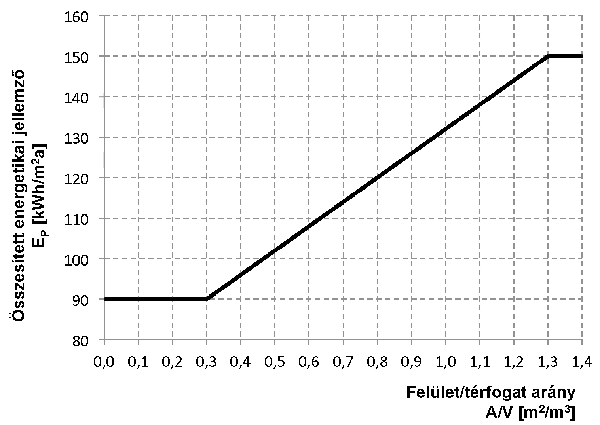 Összesített energetikai jellemző
E_P [kWh/m²a]
160
150
140
130
120
110
100
90
80
0,0 0,1 0,2 0,3 0,4 0,5 0,6 0,7 0,8 0,9 1,0 1,1 1,2 1,3 1,4
Felület/térfogat arány
A/V [m²/m³]